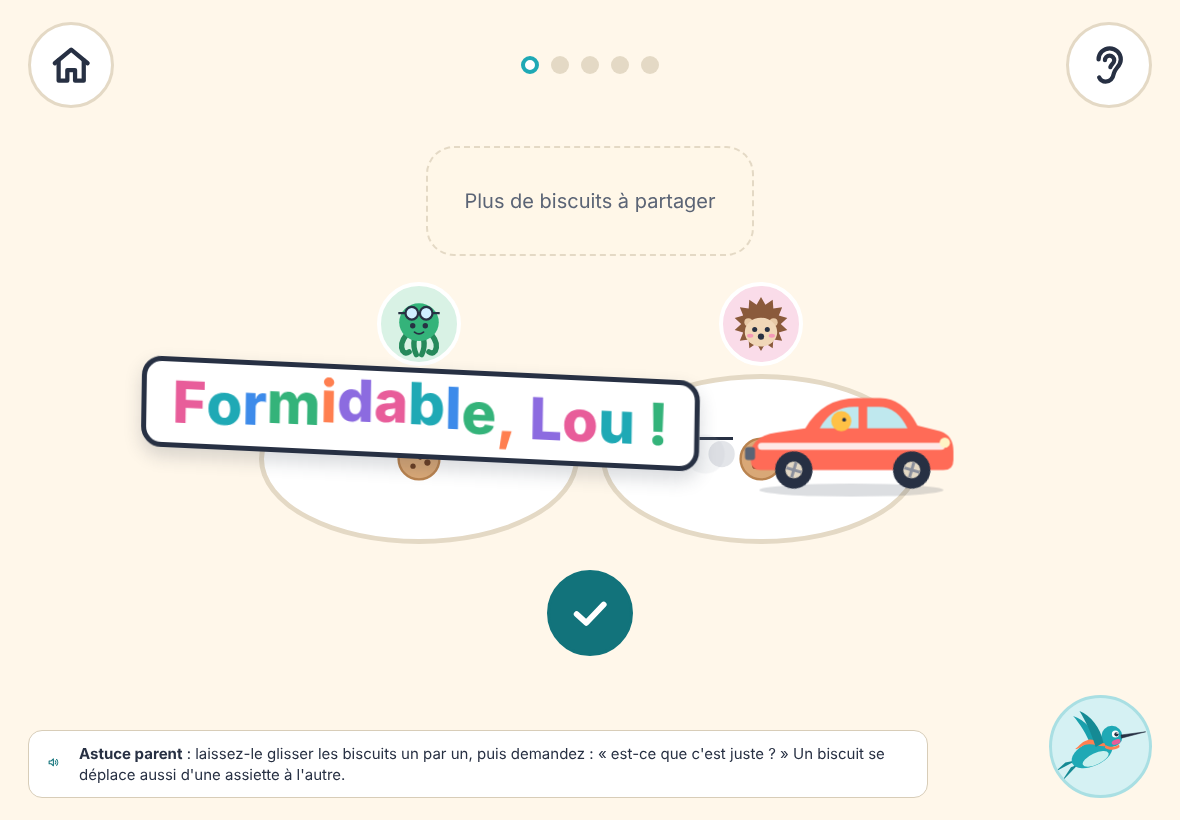 Plus de biscuits à partager
Formidable, Lou !
Astuce parent : laissez-le glisser les biscuits un par un, puis demandez : « est-ce que c'est juste ? » Un biscuit se
déplace aussi d'une assiette à l'autre.